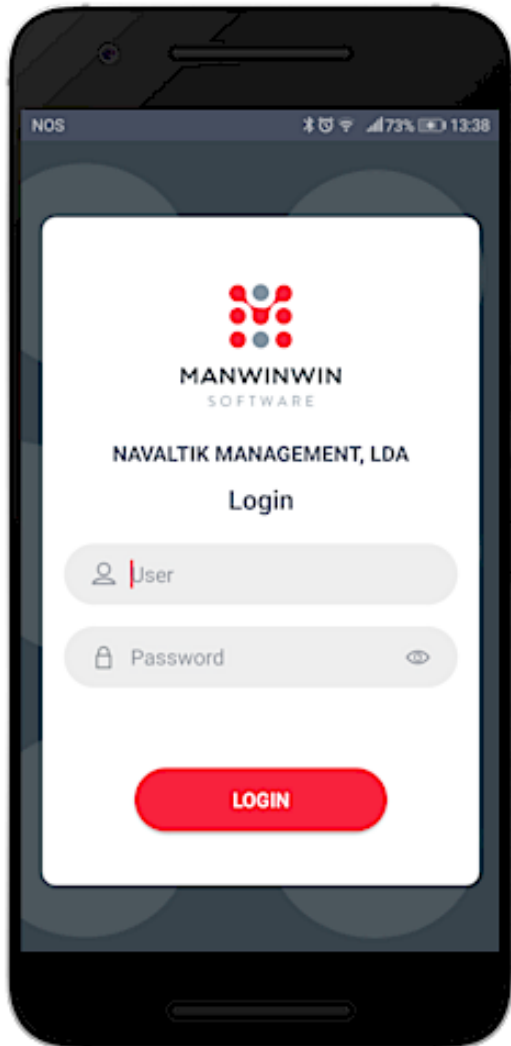 NOS 73% 13:38
MANWINWIN
SOFTWARE
NAVALTIK MANAGEMENT, LDA
Login
User
Password
LOGIN